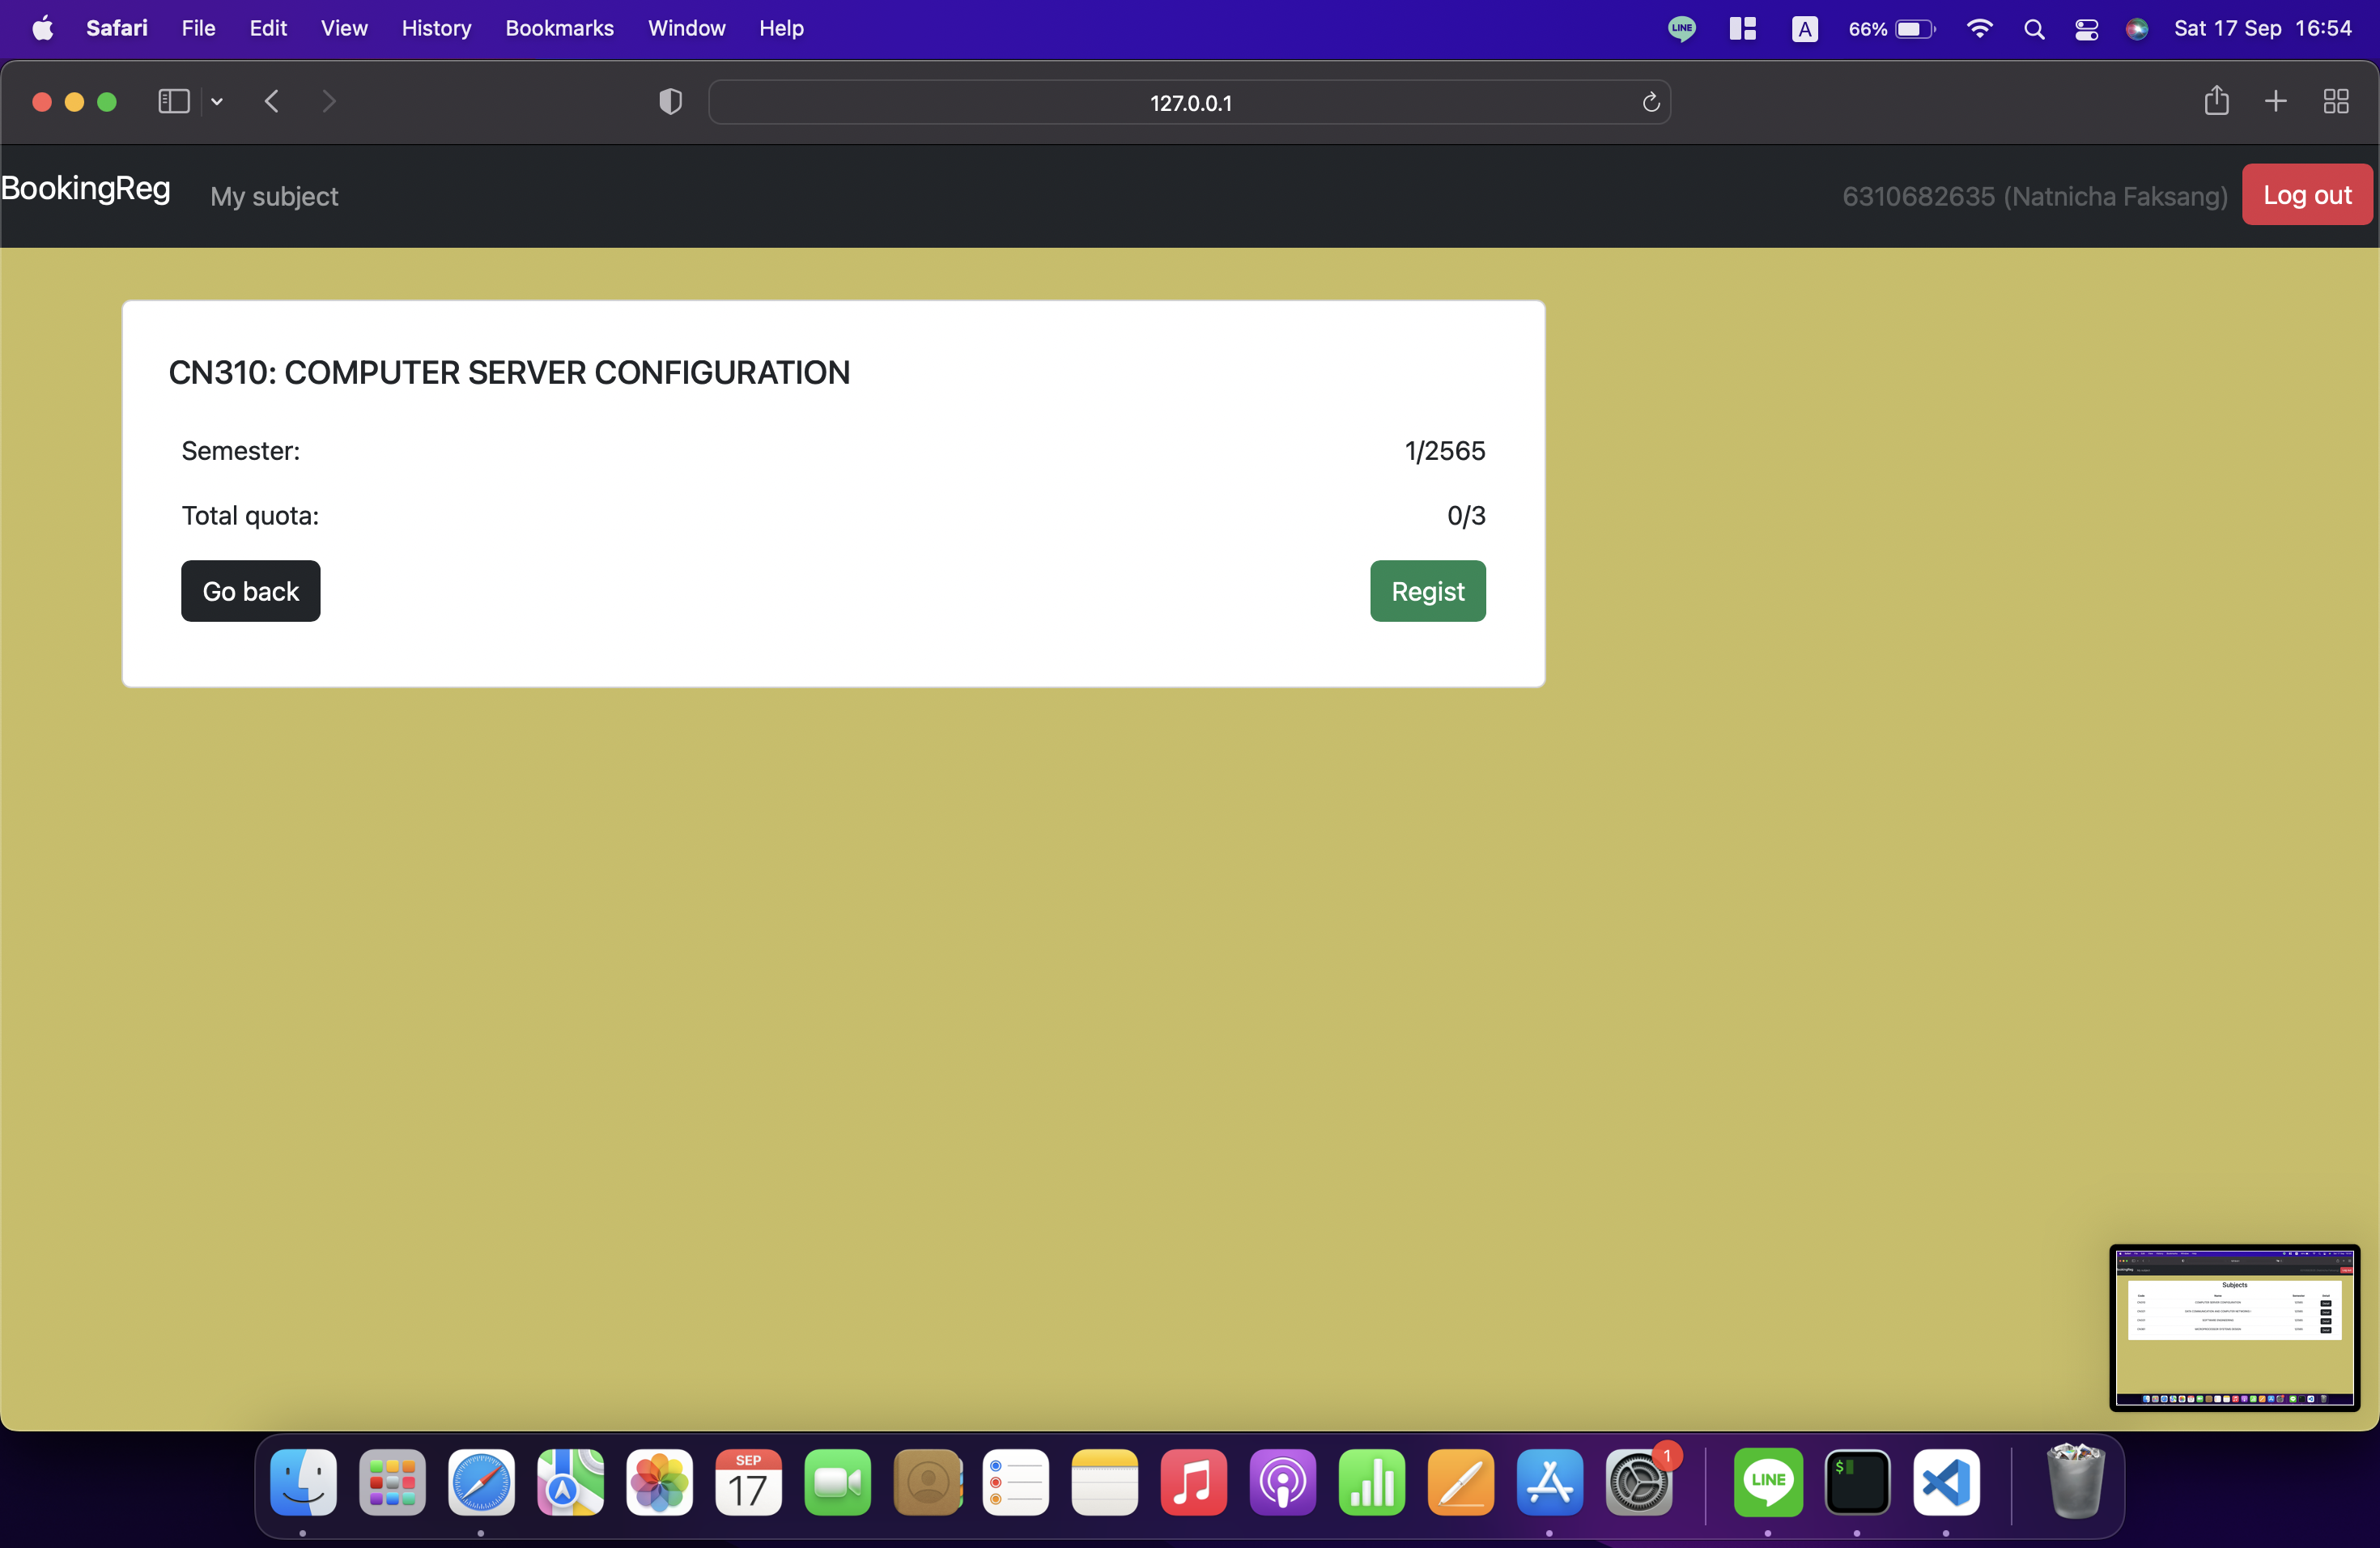 Safari File Edit View History Bookmarks Window Help LINE A 66% Sat 17 Sep 16:54
127.0.0.1
BookingReg My subject 6310682635 (Natnicha Faksang) Log out
CN310: COMPUTER SERVER CONFIGURATION
Semester: 1/2565
Total quota: 0/3
Go back Regist
Subjects
SEP
17
1
LINE
$